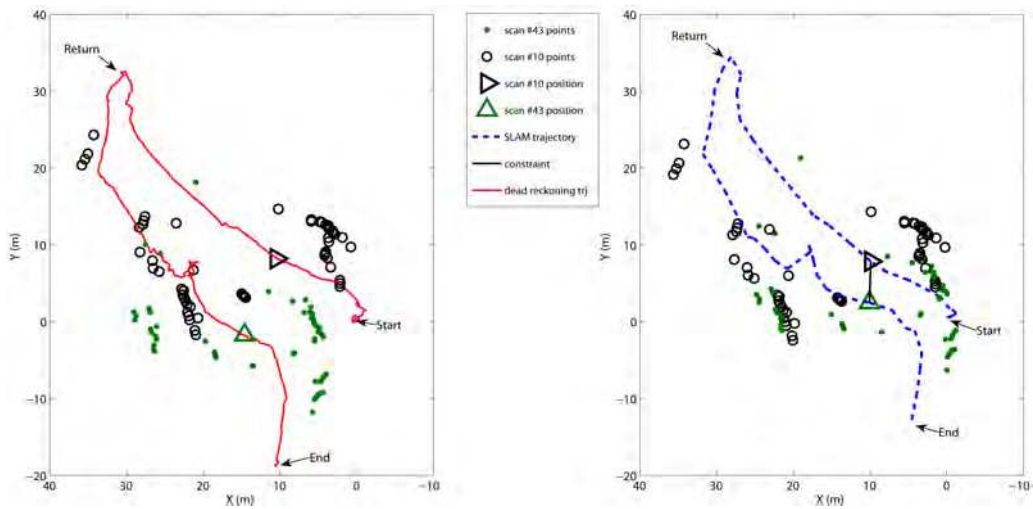 40
30
20
10
0
−10
−20
Y (m)
40 30 20 10 0 −10
X (m)
Return
Start
End
scan #43 points
scan #10 points
scan #10 position
scan #43 position
SLAM trajectory
constraint
dead reckoning trj
40
30
20
10
0
−10
−20
Y (m)
40 30 20 10 0 −10
X (m)
Return
Start
End